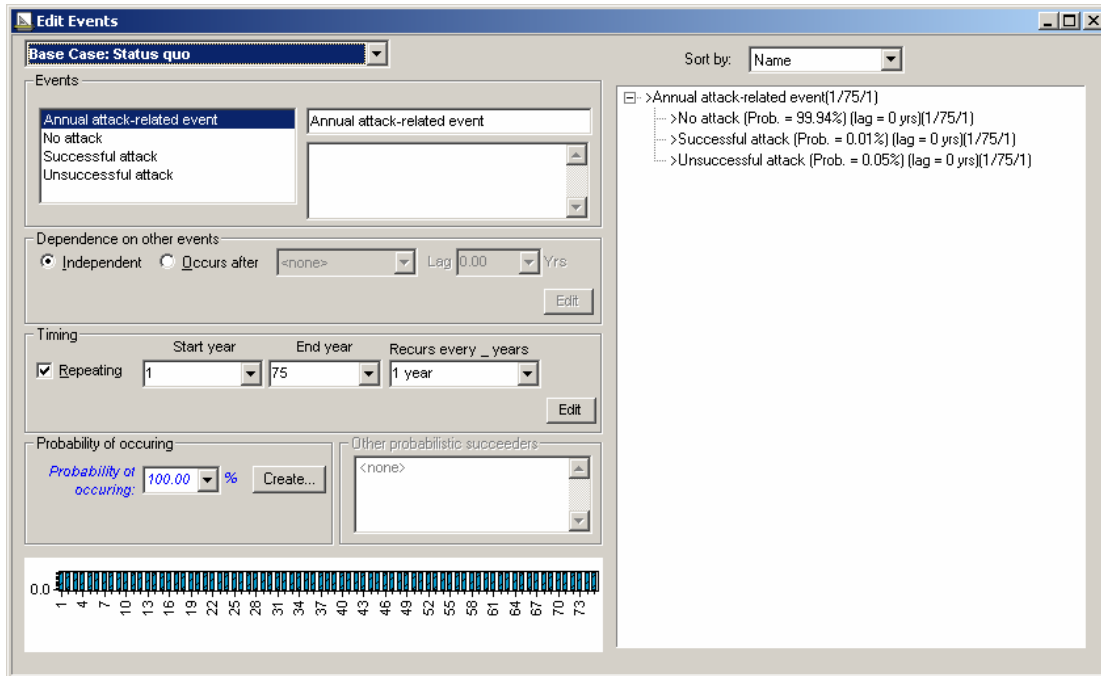 Edit Events
Base Case: Status quo
Sort by: Name
Events
Annual attack-related event
No attack
Successful attack
Unsuccessful attack
Annual attack-related event
>Annual attack-related event(1/75/1)
>No attack (Prob. = 99.94%) (lag = 0 yrs)(1/75/1)
>Successful attack (Prob. = 0.01%) (lag = 0 yrs)(1/75/1)
>Unsuccessful attack (Prob. = 0.05%) (lag = 0 yrs)(1/75/1)
Dependence on other events
Independent Occurs after <none> Lag 0.00 Yrs
Edit
Timing
Start year End year Recurs every _ years
Repeating 1 75 1 year
Edit
Probability of occuring
Probability of occuring: 100.00 % Create...
Other probabilistic succeeders
<none>
0.0
1 4 7 10 13 16 19 22 25 28 31 34 37 40 43 46 49 52 55 58 61 64 67 70 73